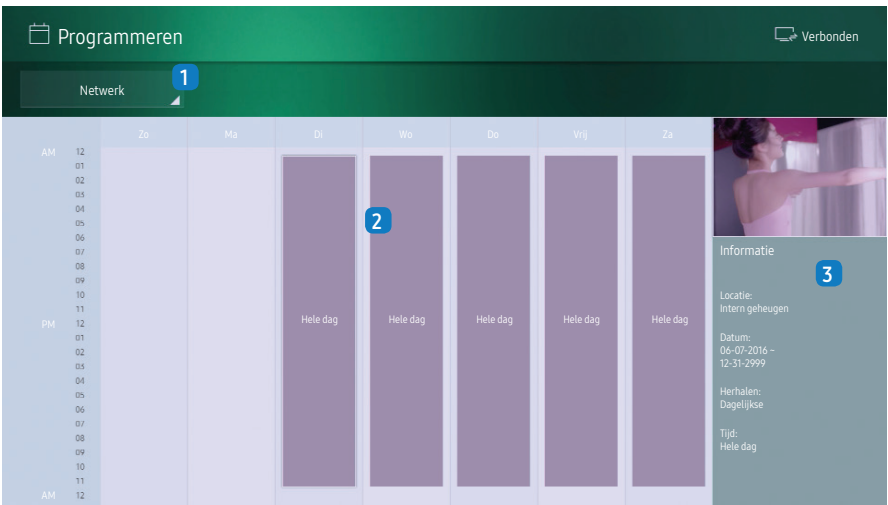 Programmeren
Verbonden
Netwerk
1
Zo Ma Di Wo Do Vrij Za
AM 12
01
02
03
04
05
06
07
08
09
10
11
PM 12
01
02
03
04
05
06
07
08
09
10
11
AM 12
2
Hele dag Hele dag Hele dag Hele dag Hele dag
Informatie
3
Locatie:
Intern geheugen
Datum:
06-07-2016 ~
12-31-2999
Herhalen:
Dagelijkse
Tijd:
Hele dag